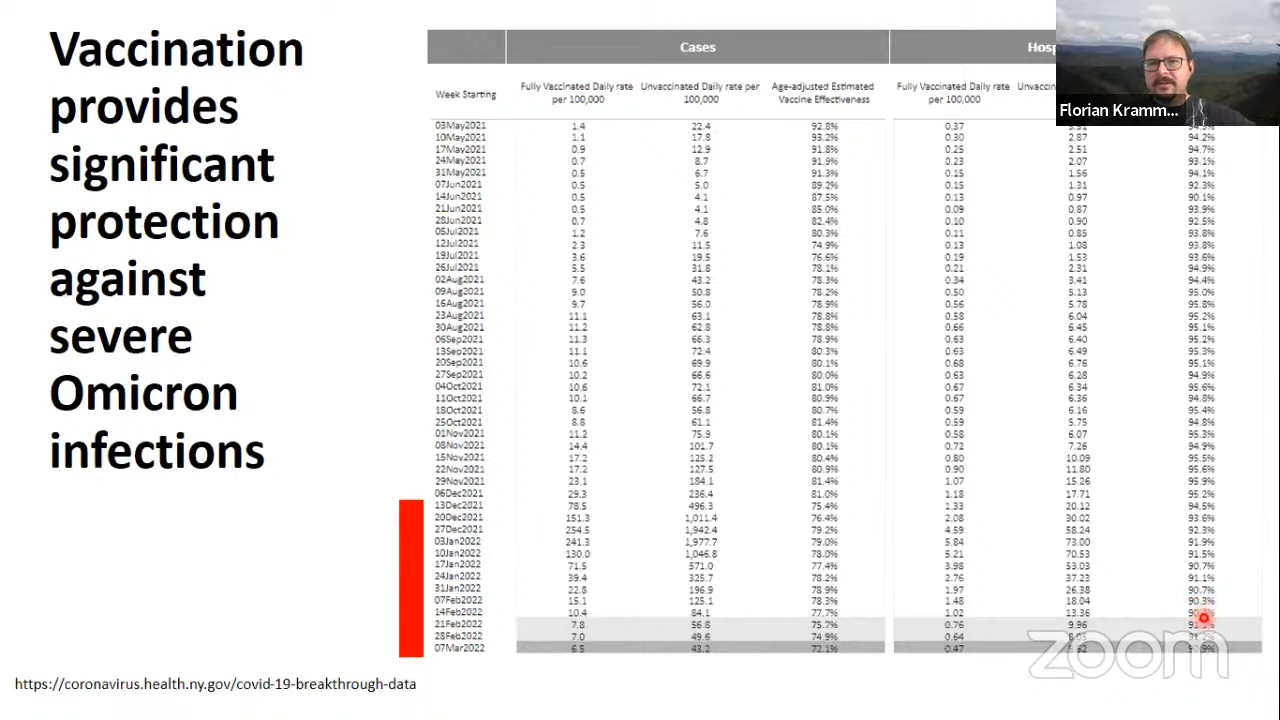 Vaccination
provides
significant
protection
against
severe
Omicron
infections
Cases
Hosp
Florian Kramm...
Week Starting
Fully Vaccinated Daily rate per 100,000
Unvaccinated Daily rate per 100,000
Age-adjusted Estimated Vaccine Effectiveness
Fully Vaccinated Daily rate per 100,000
03May2021 1.4 22.4 92.8% 0.37
10May2021 1.1 17.8 93.2% 0.30 2.87 94.2%
17May2021 0.9 12.9 91.8% 0.25 2.51 94.7%
24May2021 0.7 8.7 91.9% 0.23 2.07 93.1%
31May2021 0.5 6.7 91.3% 0.15 1.56 94.1%
07Jun2021 0.5 5.0 89.2% 0.15 1.31 92.3%
14Jun2021 0.5 4.1 87.5% 0.13 0.97 90.1%
21Jun2021 0.5 4.1 85.0% 0.09 0.87 93.9%
28Jun2021 0.7 4.8 82.4% 0.10 0.90 92.5%
05Jul2021 1.2 7.6 80.3% 0.11 0.85 93.8%
12Jul2021 2.3 11.5 74.9% 0.13 1.08 93.8%
19Jul2021 3.6 19.5 76.6% 0.19 1.53 93.6%
26Jul2021 5.5 31.8 78.1% 0.21 2.31 94.9%
02Aug2021 7.6 43.2 78.3% 0.34 3.41 94.4%
09Aug2021 9.0 50.8 78.2% 0.50 5.13 95.0%
16Aug2021 9.7 56.0 78.9% 0.56 5.78 95.8%
23Aug2021 11.1 63.1 78.8% 0.58 6.04 95.2%
30Aug2021 11.2 62.8 78.8% 0.66 6.45 95.1%
06Sep2021 11.3 66.3 78.9% 0.63 6.40 95.2%
13Sep2021 11.1 72.4 80.3% 0.63 6.49 95.3%
20Sep2021 10.6 69.9 80.1% 0.68 6.76 95.1%
27Sep2021 10.2 66.6 80.0% 0.63 6.28 94.9%
04Oct2021 10.6 72.1 81.0% 0.67 6.34 95.6%
11Oct2021 10.1 66.7 80.9% 0.67 6.36 94.8%
18Oct2021 8.6 56.8 80.7% 0.59 6.16 95.4%
25Oct2021 8.8 61.1 81.4% 0.59 5.75 94.8%
01Nov2021 11.2 75.9 80.1% 0.58 6.07 95.3%
08Nov2021 14.4 101.7 80.1% 0.72 7.26 94.9%
15Nov2021 17.2 125.2 80.4% 0.80 10.09 95.5%
22Nov2021 17.2 127.5 80.9% 0.90 11.80 95.6%
29Nov2021 23.1 184.1 81.4% 1.07 15.26 95.9%
06Dec2021 29.3 236.4 81.0% 1.18 17.71 95.2%
13Dec2021 78.5 496.3 75.4% 1.33 20.12 94.5%
20Dec2021 151.3 1,011.4 76.4% 2.08 30.02 93.6%
27Dec2021 254.5 1,942.4 79.2% 4.59 58.24 92.3%
03Jan2022 241.3 1,977.7 79.0% 5.84 73.00 91.9%
10Jan2022 130.0 1,046.8 78.0% 5.21 70.53 91.5%
17Jan2022 71.5 571.0 77.4% 3.98 53.03 90.7%
24Jan2022 39.4 325.7 78.2% 2.76 37.23 91.1%
31Jan2022 22.8 196.9 78.9% 1.97 26.38 90.7%
07Feb2022 15.1 125.1 78.3% 1.48 18.04 90.3%
14Feb2022 10.4 84.1 77.7% 1.02 13.36
21Feb2022 7.8 56.8 75.7% 0.76 9.96
28Feb2022 7.0 49.6 74.9% 0.64
07Mar2022 6.5 43.2 72.1% 0.47
zoom
https://coronavirus.health.ny.gov/covid-19-breakthrough-data